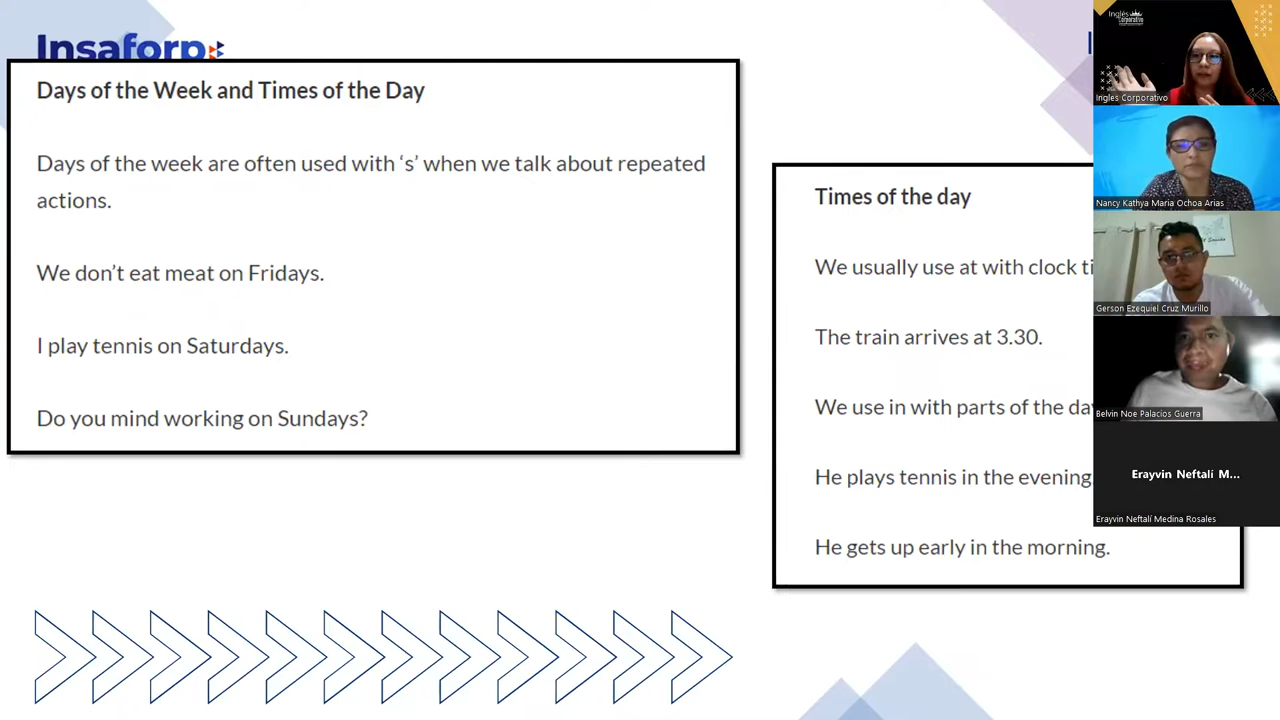 Insaforp
Days of the Week and Times of the Day
Days of the week are often used with ‘s’ when we talk about repeated
actions.
We don’t eat meat on Fridays.
I play tennis on Saturdays.
Do you mind working on Sundays?
Times of the day
We usually use at with clock
The train arrives at 3.30.
We use in with parts of the
He plays tennis in the evening.
He gets up early in the morning.
Inglés
Corporativo
Ingles Corporativo
Nancy Kathya Maria Ochoa Arias
Gerson Ezequiel Cruz Murillo
Belvin Noe Palacios Guerra
Erayvin Neftalí M...
Erayvin Neftalí Medina Rosales